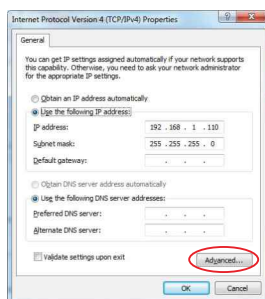 Internet Protocol Version 4 (TCP/IPv4) Properties
General
You can get IP settings assigned automatically if your network supports
this capability. Otherwise, you need to ask your network administrator
for the appropriate IP settings.
Obtain an IP address automatically
Use the following IP address:
IP address: 192 . 168 . 1 . 110
Subnet mask: 255 . 255 . 255 . 0
Default gateway: . . .
Obtain DNS server address automatically
Use the following DNS server addresses:
Preferred DNS server: . . .
Alternate DNS server: . . .
Validate settings upon exit
Advanced...
OK Cancel